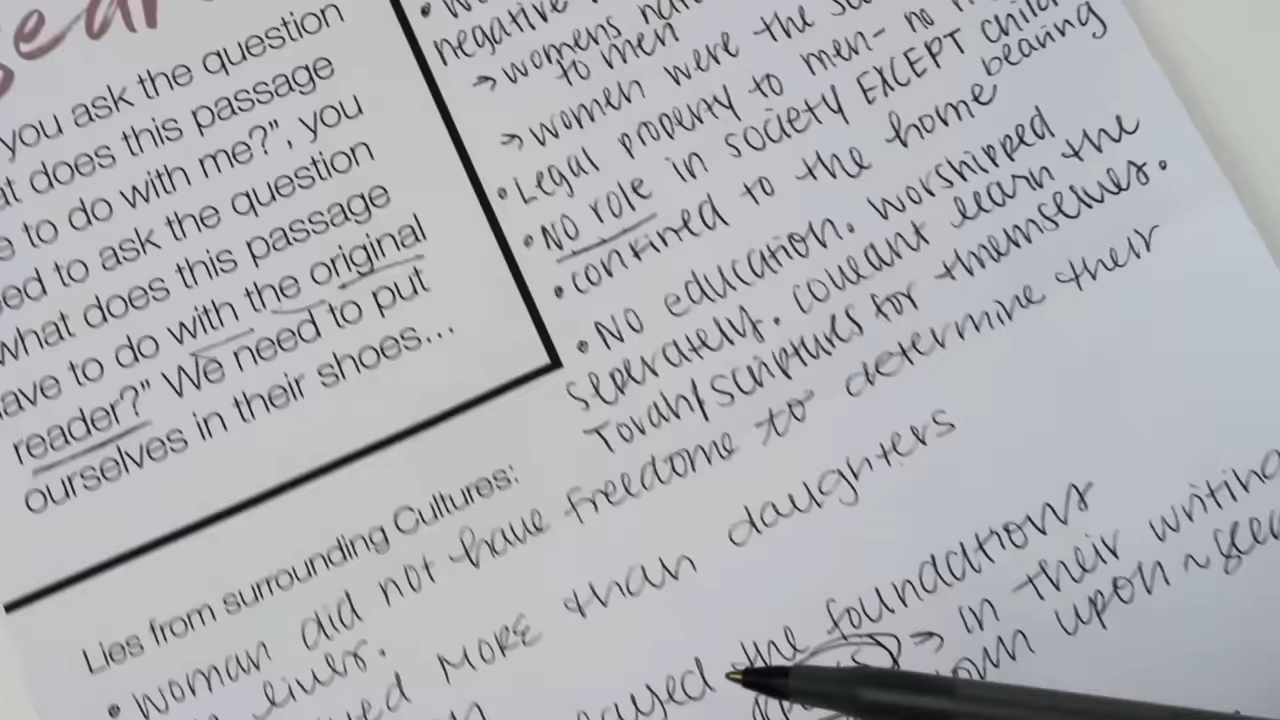 you ask the question
at does this passage
to do with me?", you
ed to ask the question
what does this passage
ave to do with the original
reader?" We need to put
ourselves in their shoes...
negative
→ womens
to men
→ women were the
• Legal property to men- no
• NO role in society EXCEPT child
bearing
• confined to the home
• NO education. worshipped
seperately. couldnt learn the
Torah/scriptures for themselves.
Lies from surrounding Cultures:
• woman did not have freedome to determine their
lives.
MORE than daughters
ayed the foundations
→ in their writing
upon ~